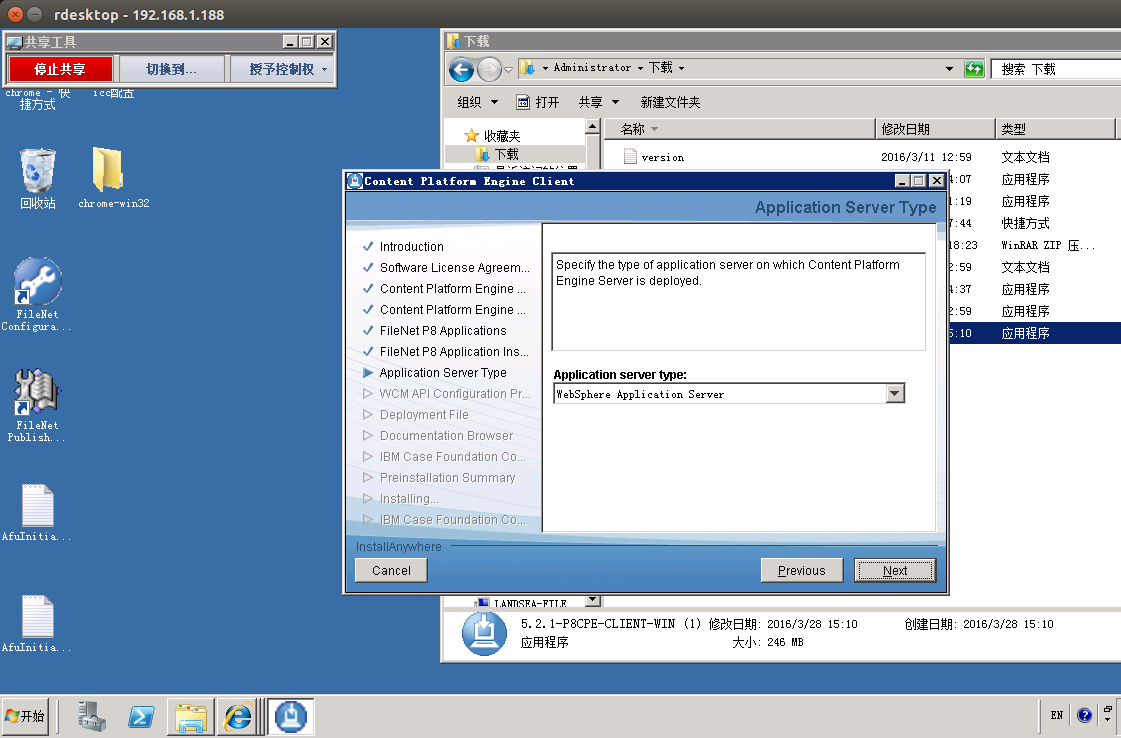 rdesktop - 192.168.1.188
共享工具
停止共享
切换到...
授予控制权
chrome - 快
捷方式
icc配置
回收站
chrome-win32
FileNet
Configura...
FileNet
Publish...
AfuInitia...
AfuInitia...
下载
Administrator
下载
搜索 下载
组织
打开
共享
新建文件夹
收藏夹
下载
最近访问的位置
名称
修改日期
类型
version
2016/3/11 12:59
文本文档
4:07
应用程序
1:19
应用程序
7:44
快捷方式
18:23
WinRAR ZIP 压...
2:59
文本文档
4:37
应用程序
2:59
应用程序
5:10
应用程序
Content Platform Engine Client
Application Server Type
Introduction
Software License Agreem...
Content Platform Engine ...
Content Platform Engine ...
FileNet P8 Applications
FileNet P8 Application Ins...
Application Server Type
WCM API Configuration Pr...
Deployment File
Documentation Browser
IBM Case Foundation Co...
Preinstallation Summary
Installing...
IBM Case Foundation Co...
Specify the type of application server on which Content Platform
Engine Server is deployed.
Application server type:
WebSphere Application Server
InstallAnywhere
Cancel
Previous
Next
LANDSEA-FILE
5.2.1-P8CPE-CLIENT-WIN (1) 修改日期: 2016/3/28 15:10
创建日期: 2016/3/28 15:10
应用程序
大小: 246 MB
开始
EN